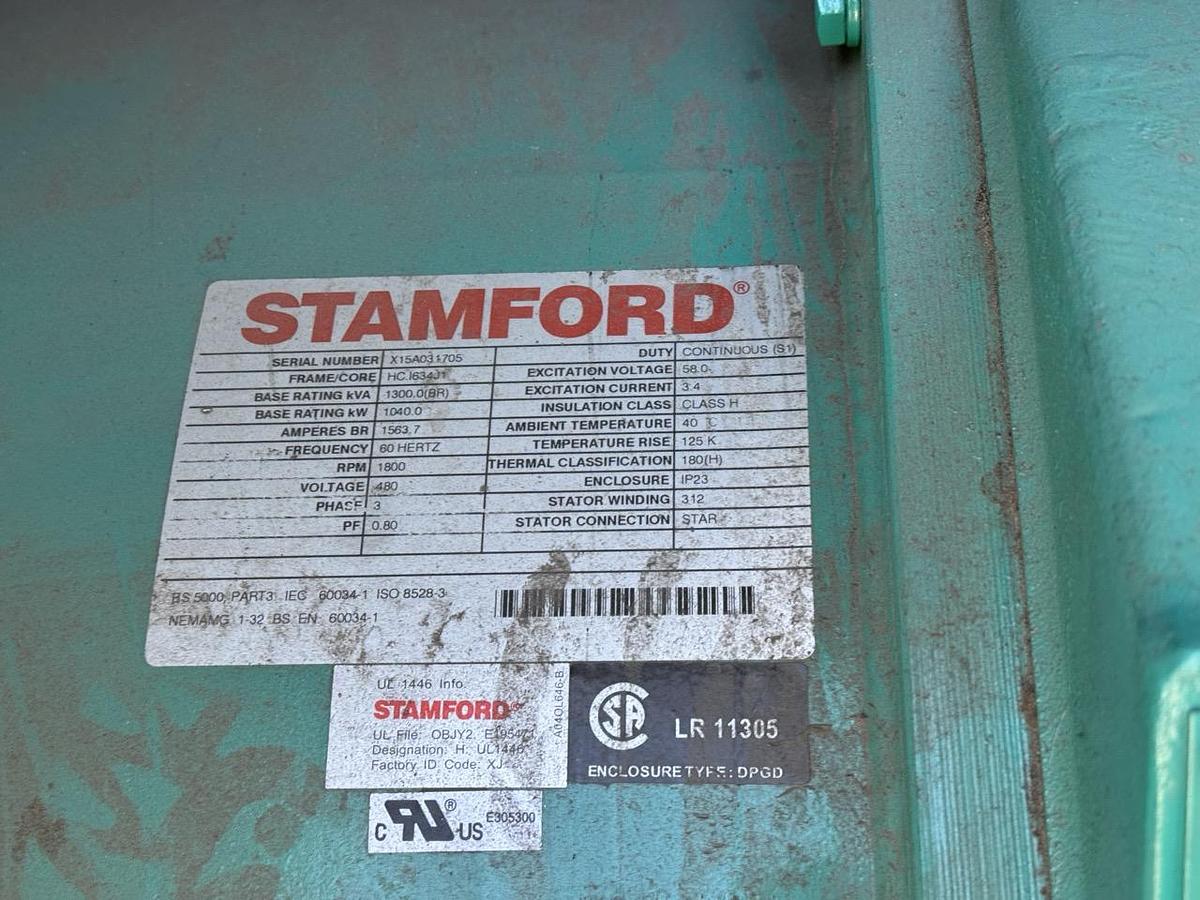 STAMFORD®
SERIAL NUMBER X15A031705
FRAME/CORE HCI634J1
BASE RATING kVA 1300.0(BR)
BASE RATING kW 1040.0
AMPERES BR 1563.7
FREQUENCY 60 HERTZ
RPM 1800
VOLTAGE 480
PHASE 3
PF 0.80
DUTY CONTINUOUS (S1)
EXCITATION VOLTAGE 58.0
EXCITATION CURRENT 3.4
INSULATION CLASS CLASS H
AMBIENT TEMPERATURE 40 C
TEMPERATURE RISE 125 K
THERMAL CLASSIFICATION 180(H)
ENCLOSURE IP23
STATOR WINDING 312
STATOR CONNECTION STAR
BS 5000 PART3 IEC 60034-1 ISO 8528-3
NEMAMG 1-32 BS EN 60034-1
UL 1446 Info.
STAMFORD®
UL File: OBJY2. E195471
Designation: H: UL1446
Factory ID Code: XJ
A04OL646-B
SA
LR 11305
ENCLOSURE TYPE: DPGD
C RU® US E305300